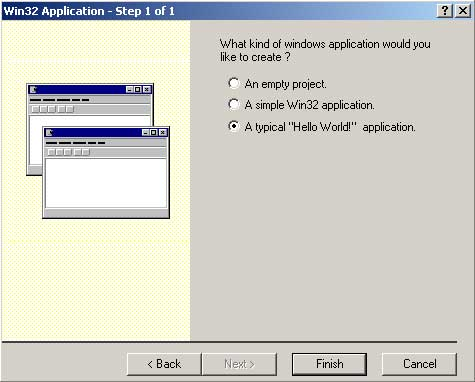 Win32 Application - Step 1 of 1
What kind of windows application would you
like to create ?
An empty project.
A simple Win32 application.
A typical "Hello World!" application.
< Back
Next >
Finish
Cancel